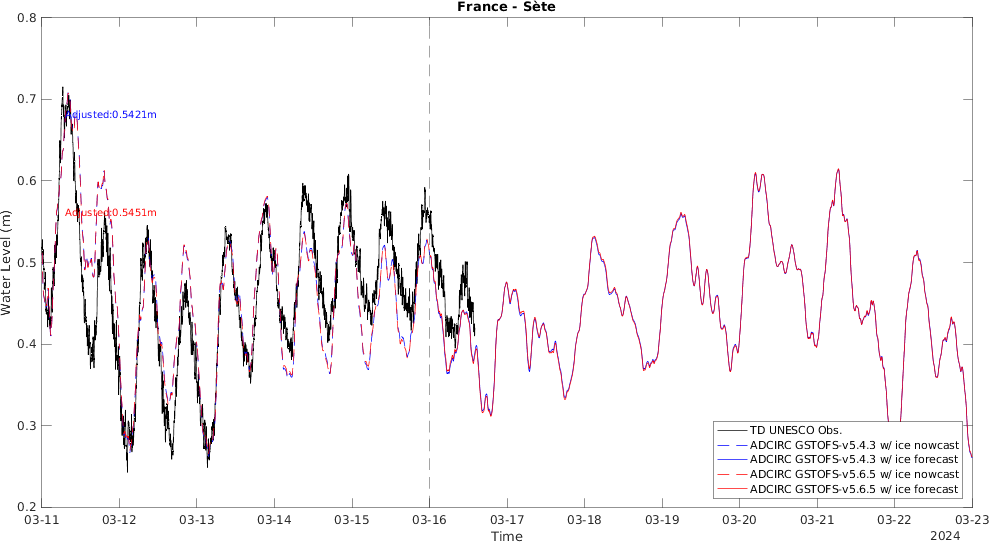 France - Sète
0.8
0.7
0.6
0.5
0.4
0.3
0.2
Water Level (m)
Adjusted:0.5421m
Adjusted:0.5451m
TD UNESCO Obs.
ADCIRC GSTOFS-v5.4.3 w/ ice nowcast
ADCIRC GSTOFS-v5.4.3 w/ ice forecast
ADCIRC GSTOFS-v5.6.5 w/ ice nowcast
ADCIRC GSTOFS-v5.6.5 w/ ice forecast
03-11 03-12 03-13 03-14 03-15 03-16 03-17 03-18 03-19 03-20 03-21 03-22 03-23
Time
2024